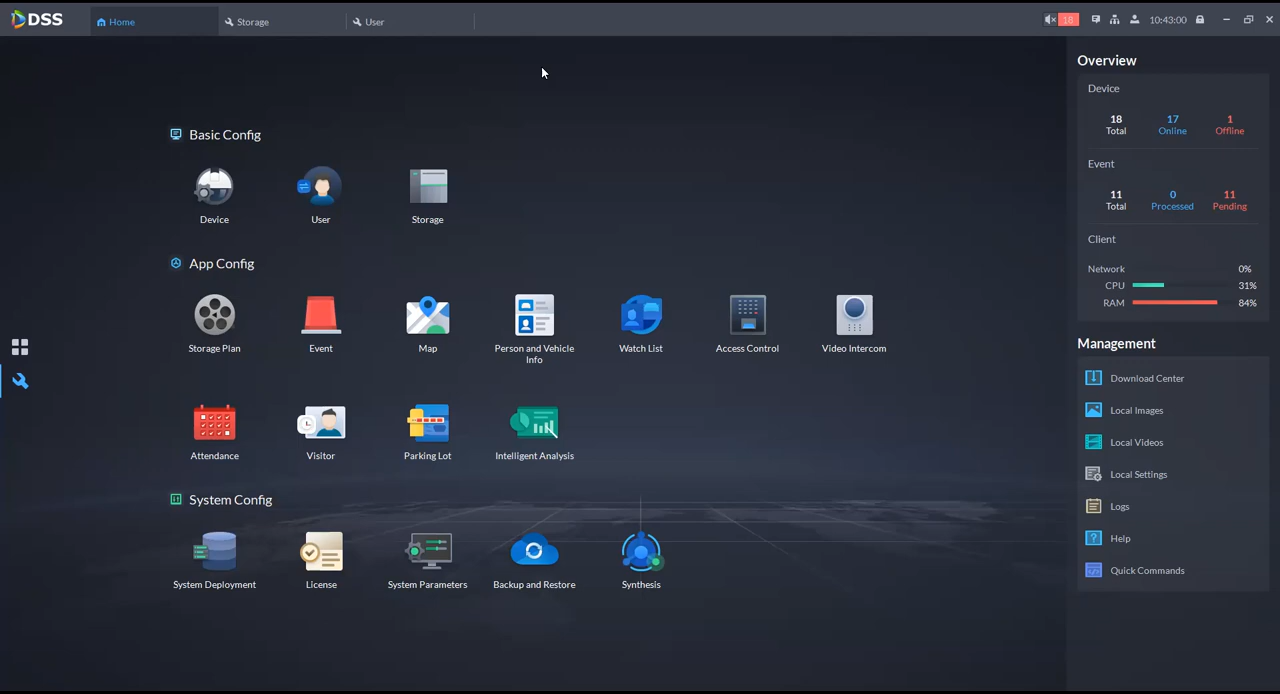 DSS
Home
Storage
User
18
10:43:00
Basic Config
Device
User
Storage
App Config
Storage Plan
Event
Map
Person and Vehicle
Info
Watch List
Access Control
Video Intercom
Attendance
Visitor
Parking Lot
Intelligent Analysis
System Config
System Deployment
License
System Parameters
Backup and Restore
Synthesis
Overview
Device
18 17 1
Total Online Offline
Event
11 0 11
Total Processed Pending
Client
Network 0%
CPU 31%
RAM 84%
Management
Download Center
Local Images
Local Videos
Local Settings
Logs
Help
Quick Commands